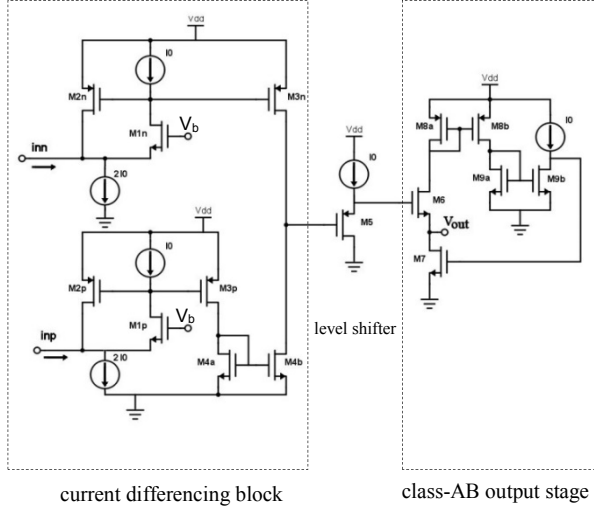 Vdd
I0
M2n
M3n
M1n
Vb
inn
2I0
Vdd
I0
M2p
M3p
M1p
Vb
inp
2I0
M4a
M4b
Vdd
I0
M5
level shifter
Vdd
I0
M8a
M8b
M9a
M9b
M6
Vout
M7
current differencing block
class-AB output stage